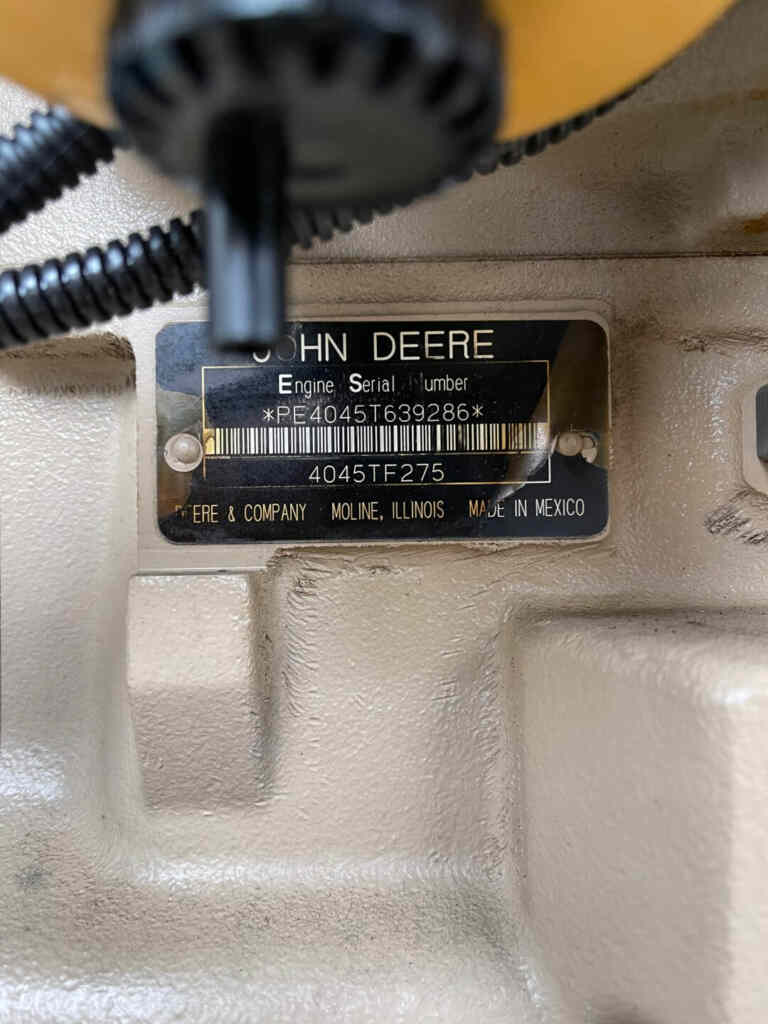 JOHN DEERE
Engine Serial Number
*PE4045T639286*
4045TF275
DEERE & COMPANY MOLINE, ILLINOIS MADE IN MEXICO